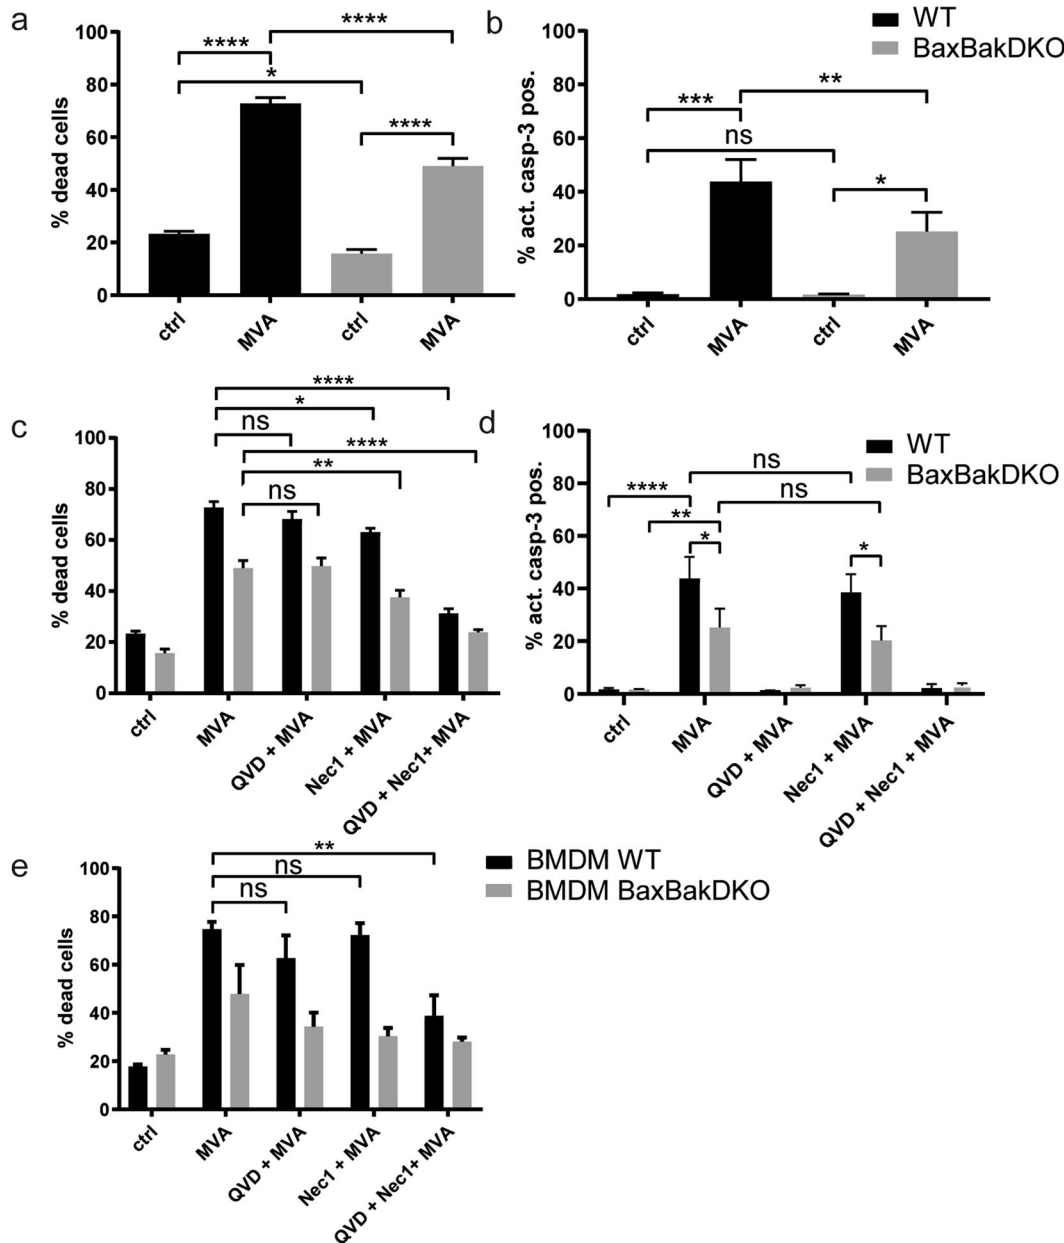 a
% dead cells
100
80
60
40
20
0
****
****
*
****
ctrl
MVA
ctrl
MVA
b
WT
BaxBakDKO
% act. casp-3 pos.
100
80
60
40
20
0
**
***
ns
*
ctrl
MVA
ctrl
MVA
c
% dead cells
100
80
60
40
20
0
****
*
ns
****
**
ns
ctrl
MVA
QVD + MVA
Nec1 + MVA
QVD + Nec1+ MVA
d
WT
BaxBakDKO
% act. casp-3 pos.
100
80
60
40
20
0
ns
****
ns
**
*
*
ctrl
MVA
QVD + MVA
Nec1 + MVA
QVD + Nec1 + MVA
e
BMDM WT
BMDM BaxBakDKO
% dead cells
100
80
60
40
20
0
**
ns
ns
ctrl
MVA
QVD + MVA
Nec1 + MVA
QVD + Nec1+ MVA